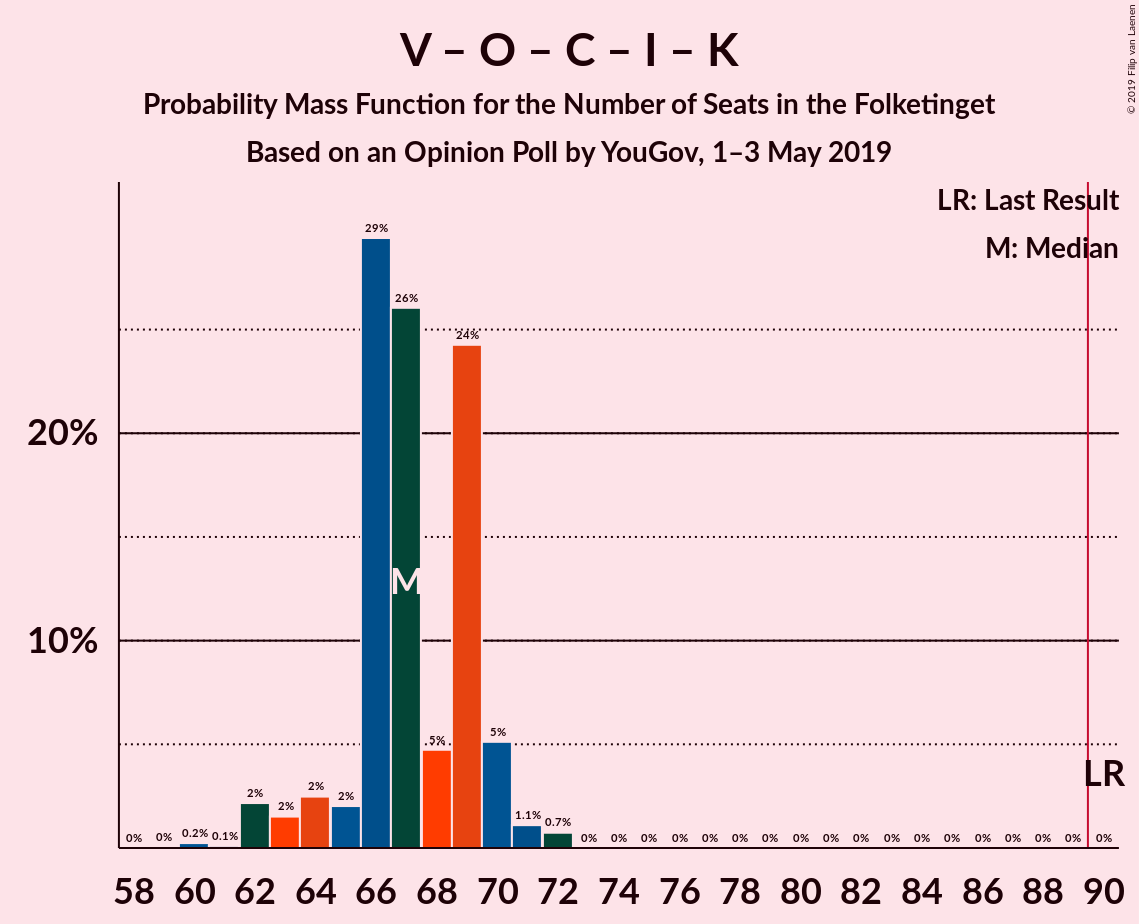 V – O – C – I – K
Probability Mass Function for the Number of Seats in the Folketinget
Based on an Opinion Poll by YouGov, 1–3 May 2019
© 2019 Filip van Laenen
LR: Last Result
M: Median
20%
10%
0% 0% 0.2% 0.1% 2% 2% 2% 2% 29% 26% 5% 24% 5% 1.1% 0.7% 0% 0% 0% 0% 0% 0% 0% 0% 0% 0% 0% 0% 0% 0% 0% 0% 0% 0%
M
LR
58 60 62 64 66 68 70 72 74 76 78 80 82 84 86 88 90